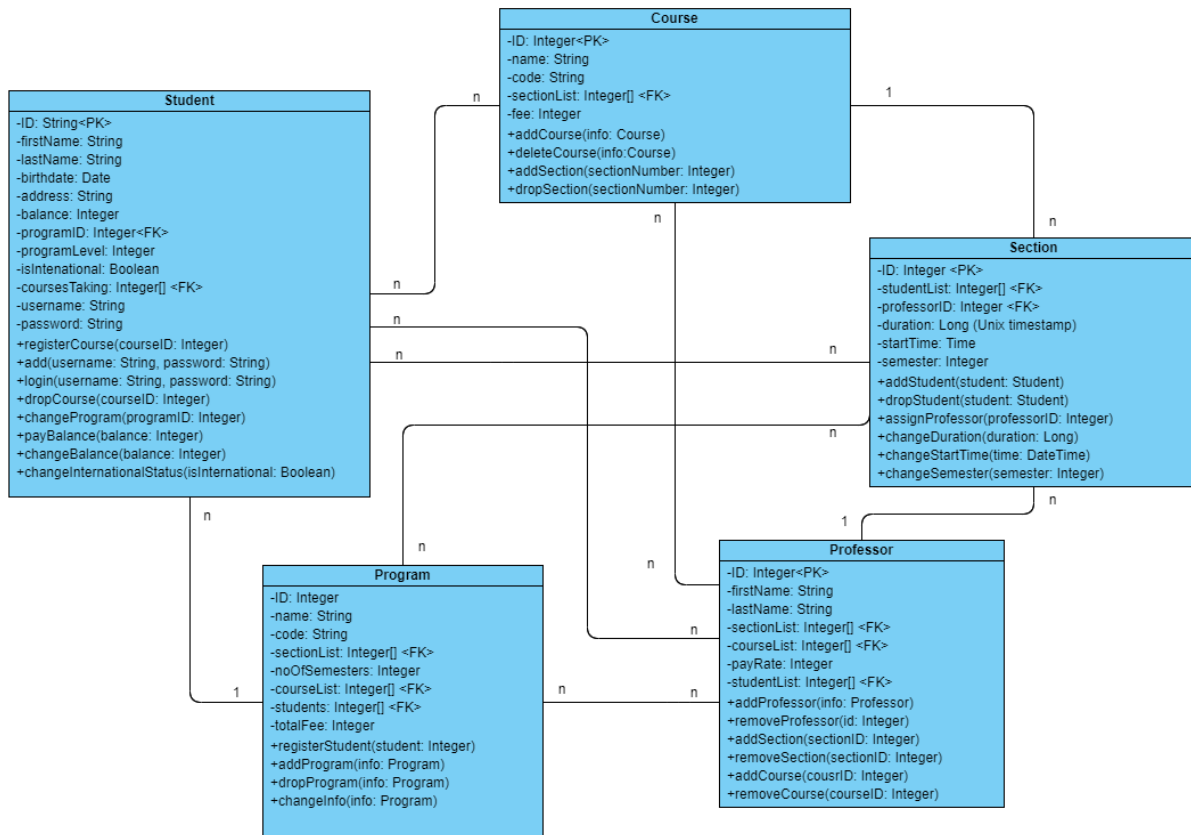 Course
-ID: Integer<PK>
-name: String
-code: String
-sectionList: Integer[] <FK>
-fee: Integer
+addCourse(info: Course)
+deleteCourse(info:Course)
+addSection(sectionNumber: Integer)
+dropSection(sectionNumber: Integer)
n
1
n
n
Student
-ID: String<PK>
-firstName: String
-lastName: String
-birthdate: Date
-address: String
-balance: Integer
-programID: Integer<FK>
-programLevel: Integer
-isIntenational: Boolean
-coursesTaking: Integer[] <FK>
-username: String
-password: String
+registerCourse(courseID: Integer)
+add(username: String, password: String)
+login(username: String, password: String)
+dropCourse(courseID: Integer)
+changeProgram(programID: Integer)
+payBalance(balance: Integer)
+changeBalance(balance: Integer)
+changeInternationalStatus(isInternational: Boolean)
n
n
n
n
n
Section
-ID: Integer <PK>
-studentList: Integer[] <FK>
-professorID: Integer <FK>
-duration: Long (Unix timestamp)
-startTime: Time
-semester: Integer
+addStudent(student: Student)
+dropStudent(student: Student)
+assignProfessor(professorID: Integer)
+changeDuration(duration: Long)
+changeStartTime(time: DateTime)
+changeSemester(semester: Integer)
n
n
1
n
n
n
1
Program
-ID: Integer
-name: String
-code: String
-sectionList: Integer[] <FK>
-noOfSemesters: Integer
-courseList: Integer[] <FK>
-students: Integer[] <FK>
-totalFee: Integer
+registerStudent(student: Integer)
+addProgram(info: Program)
+dropProgram(info: Program)
+changeInfo(info: Program)
n
n
n
Professor
-ID: Integer<PK>
-firstName: String
-lastName: String
-sectionList: Integer[] <FK>
-courseList: Integer[] <FK>
-payRate: Integer
-studentList: Integer[] <FK>
+addProfessor(info: Professor)
+removeProfessor(id: Integer)
+addSection(sectionID: Integer)
+removeSection(sectionID: Integer)
+addCourse(cousrID: Integer)
+removeCourse(courseID: Integer)